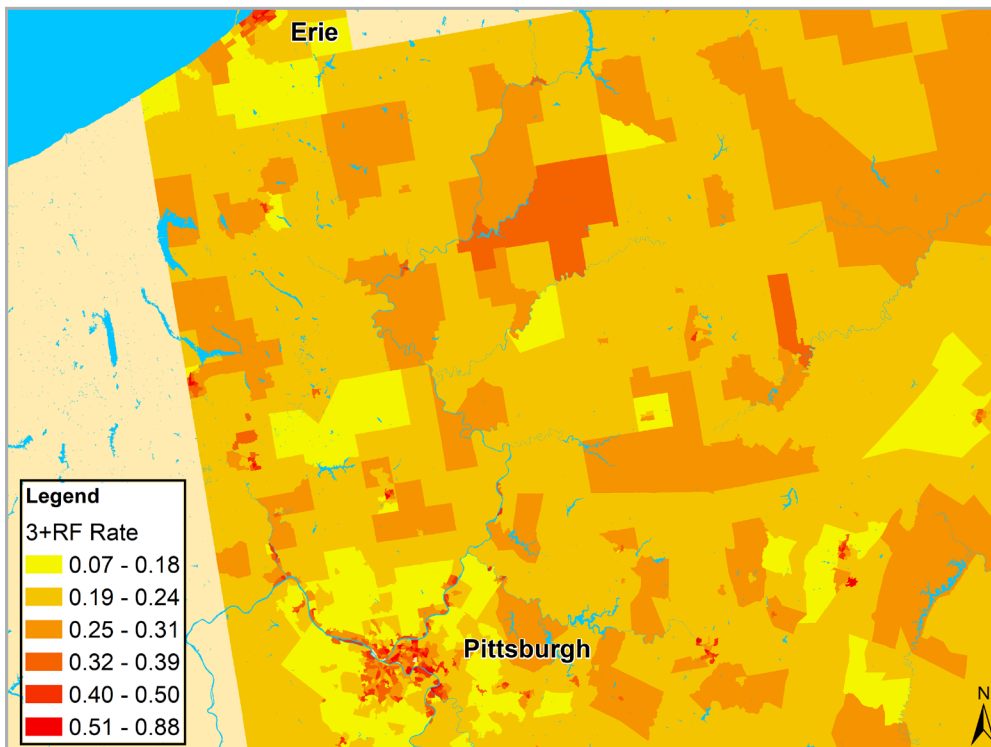 Erie
Pittsburgh
Legend
3+RF Rate
0.07 - 0.18
0.19 - 0.24
0.25 - 0.31
0.32 - 0.39
0.40 - 0.50
0.51 - 0.88
N